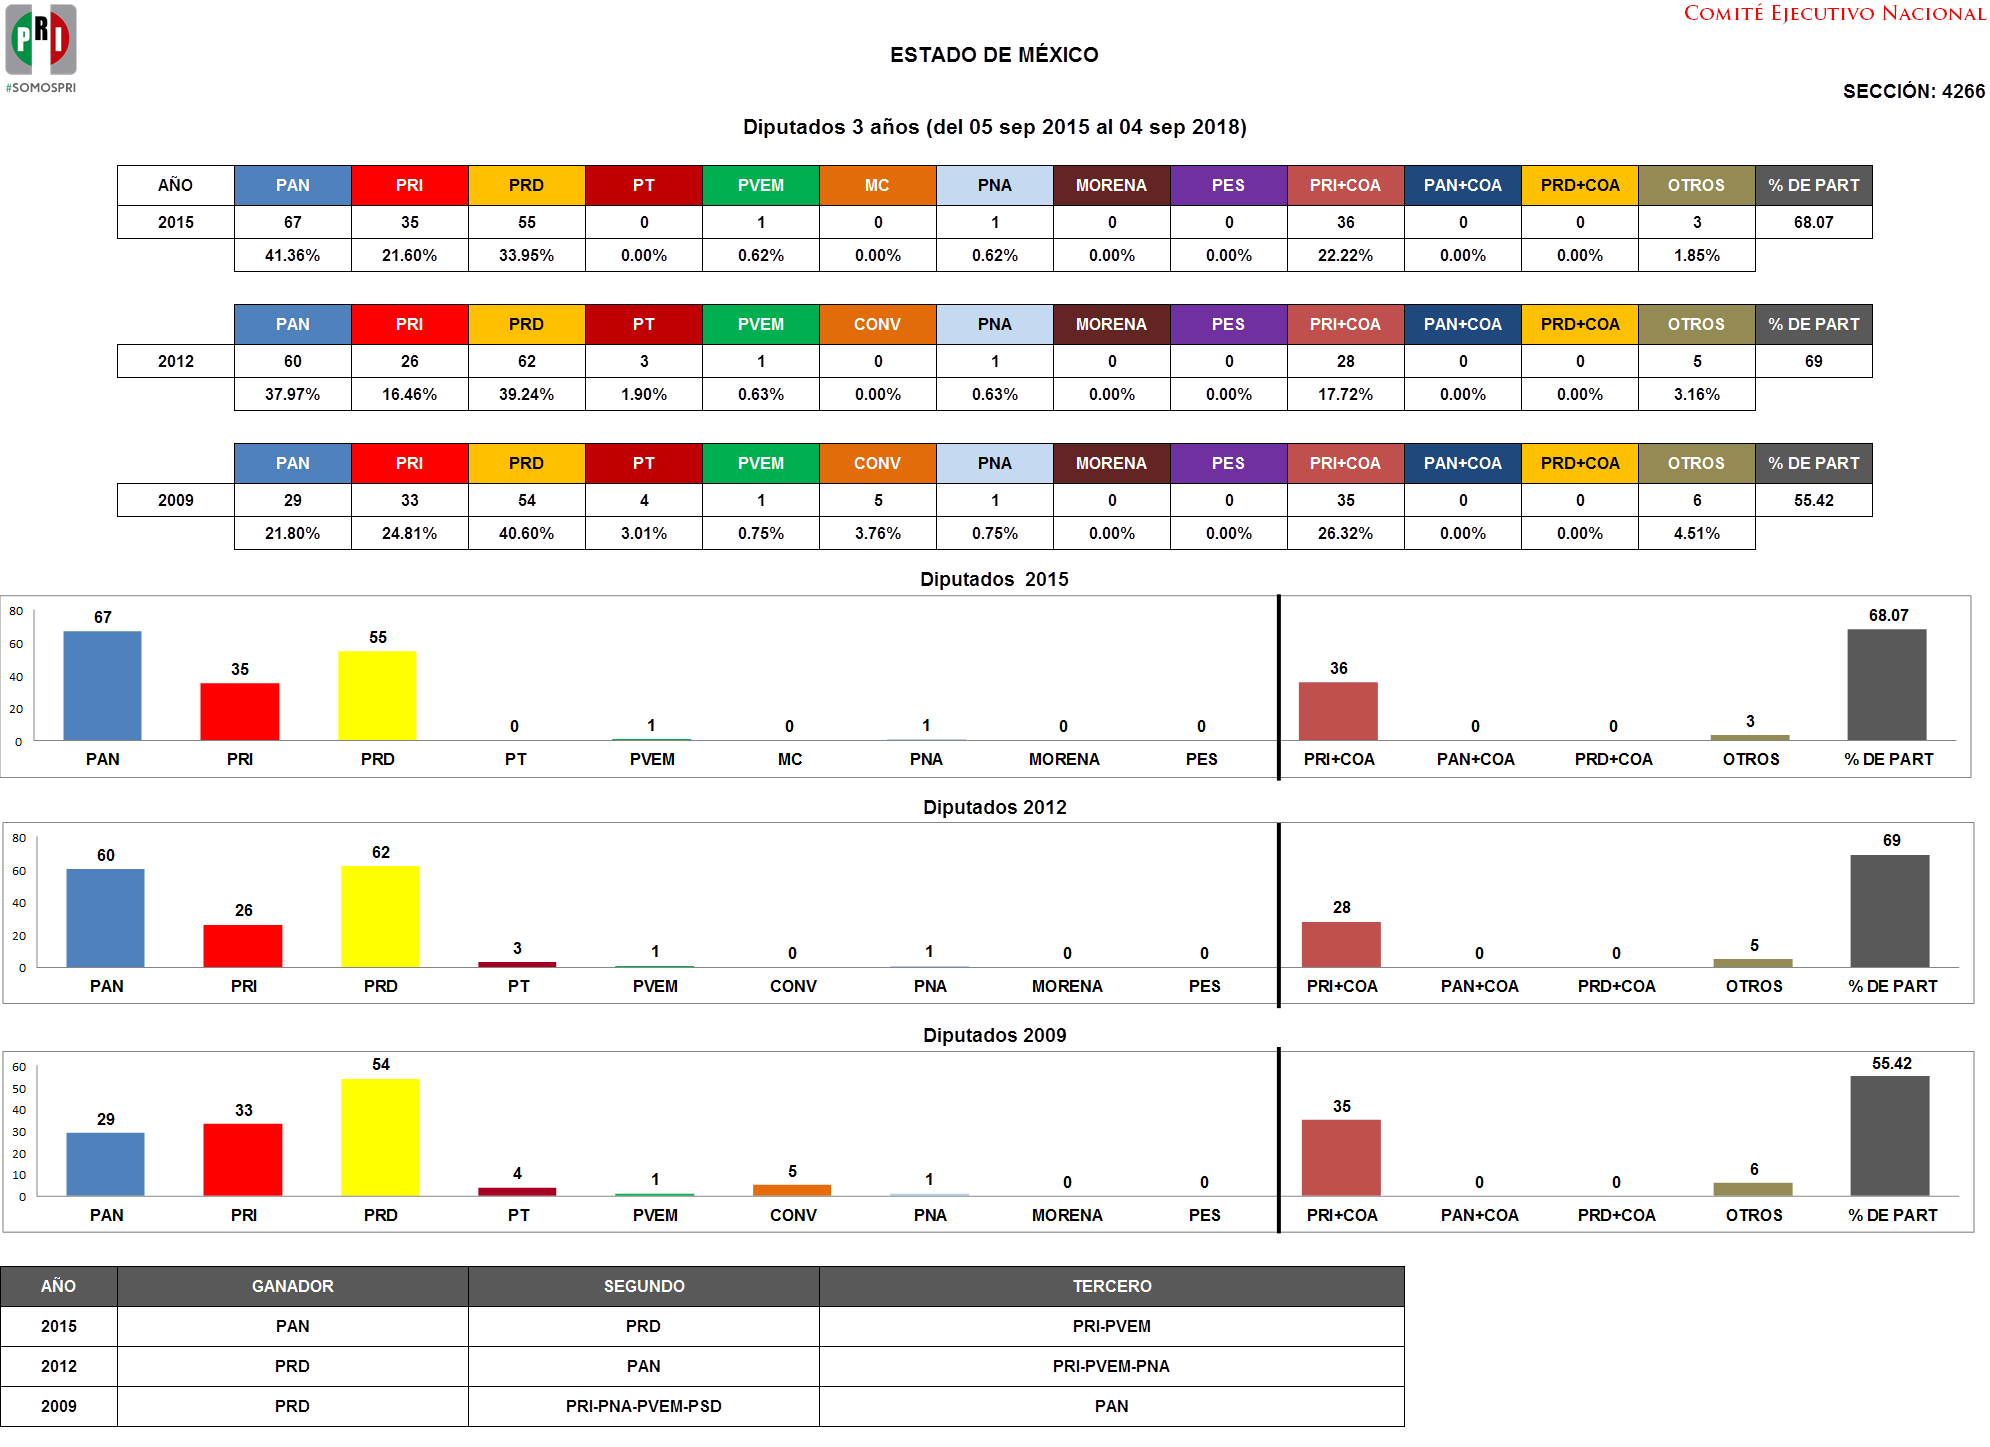 PRI
#SOMOSPRI
COMITÉ EJECUTIVO NACIONAL
ESTADO DE MÉXICO
SECCIÓN: 4266
Diputados 3 años (del 05 sep 2015 al 04 sep 2018)
AÑO PAN PRI PRD PT PVEM MC PNA MORENA PES PRI+COA PAN+COA PRD+COA OTROS % DE PART
2015 67 35 55 0 1 0 1 0 0 36 0 0 3 68.07
41.36% 21.60% 33.95% 0.00% 0.62% 0.00% 0.62% 0.00% 0.00% 22.22% 0.00% 0.00% 1.85%
PAN PRI PRD PT PVEM CONV PNA MORENA PES PRI+COA PAN+COA PRD+COA OTROS % DE PART
2012 60 26 62 3 1 0 1 0 0 28 0 0 5 69
37.97% 16.46% 39.24% 1.90% 0.63% 0.00% 0.63% 0.00% 0.00% 17.72% 0.00% 0.00% 3.16%
PAN PRI PRD PT PVEM CONV PNA MORENA PES PRI+COA PAN+COA PRD+COA OTROS % DE PART
2009 29 33 54 4 1 5 1 0 0 35 0 0 6 55.42
21.80% 24.81% 40.60% 3.01% 0.75% 3.76% 0.75% 0.00% 0.00% 26.32% 0.00% 0.00% 4.51%
Diputados 2015
80
60
40
20
0
67 35 55 0 1 0 1 0 0 36 0 0 3 68.07
PAN PRI PRD PT PVEM MC PNA MORENA PES PRI+COA PAN+COA PRD+COA OTROS % DE PART
Diputados 2012
80
60
40
20
0
60 26 62 3 1 0 1 0 0 28 0 0 5 69
PAN PRI PRD PT PVEM CONV PNA MORENA PES PRI+COA PAN+COA PRD+COA OTROS % DE PART
Diputados 2009
60
50
40
30
20
10
0
29 33 54 4 1 5 1 0 0 35 0 0 6 55.42
PAN PRI PRD PT PVEM CONV PNA MORENA PES PRI+COA PAN+COA PRD+COA OTROS % DE PART
AÑO GANADOR SEGUNDO TERCERO
2015 PAN PRD PRI-PVEM
2012 PRD PAN PRI-PVEM-PNA
2009 PRD PRI-PNA-PVEM-PSD PAN